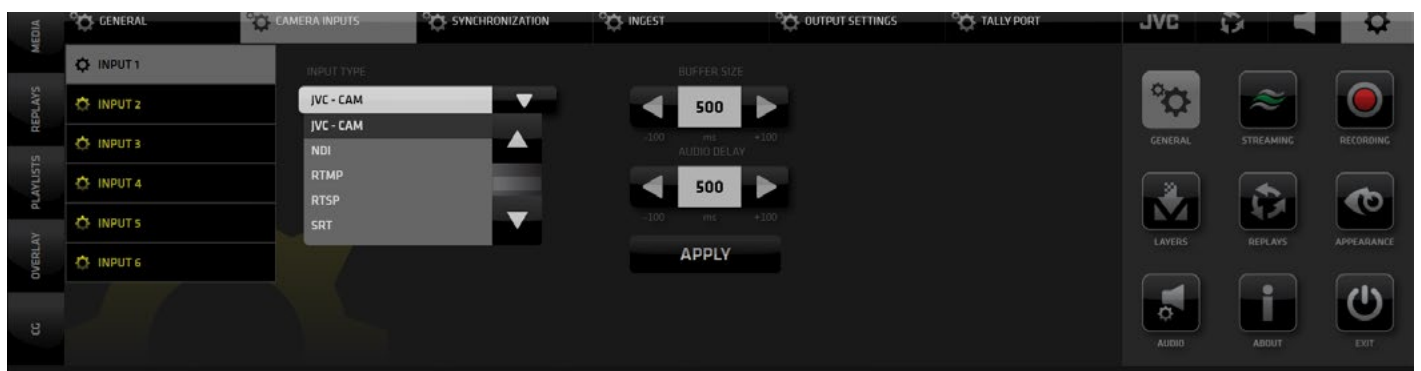 GENERAL
CAMERA INPUTS
SYNCHRONIZATION
INGEST
OUTPUT SETTINGS
TALLY PORT
JVC
MEDIA
REPLAYS
PLAYLISTS
OVERLAY
CG
INPUT 1
INPUT 2
INPUT 3
INPUT 4
INPUT 5
INPUT 6
INPUT TYPE
JVC - CAM
JVC - CAM
NDI
RTMP
RTSP
SRT
BUFFER SIZE
500
-100 ms +100
AUDIO DELAY
500
-100 ms +100
APPLY
GENERAL
STREAMING
RECORDING
LAYERS
REPLAYS
APPEARANCE
AUDIO
ABOUT
EXIT